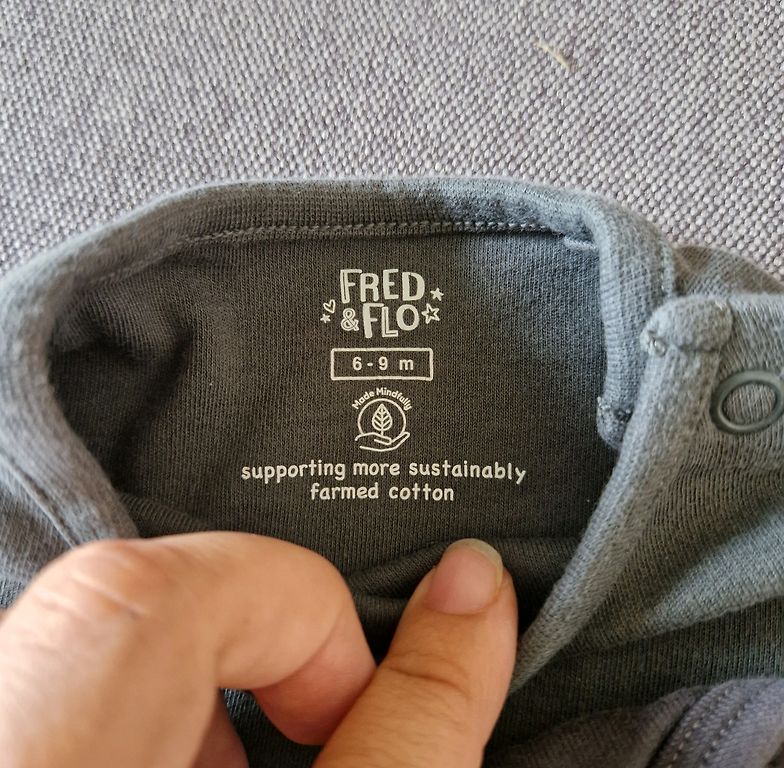 FRED
& FLO
6 - 9 m
Made Mindfully
supporting more sustainably
farmed cotton